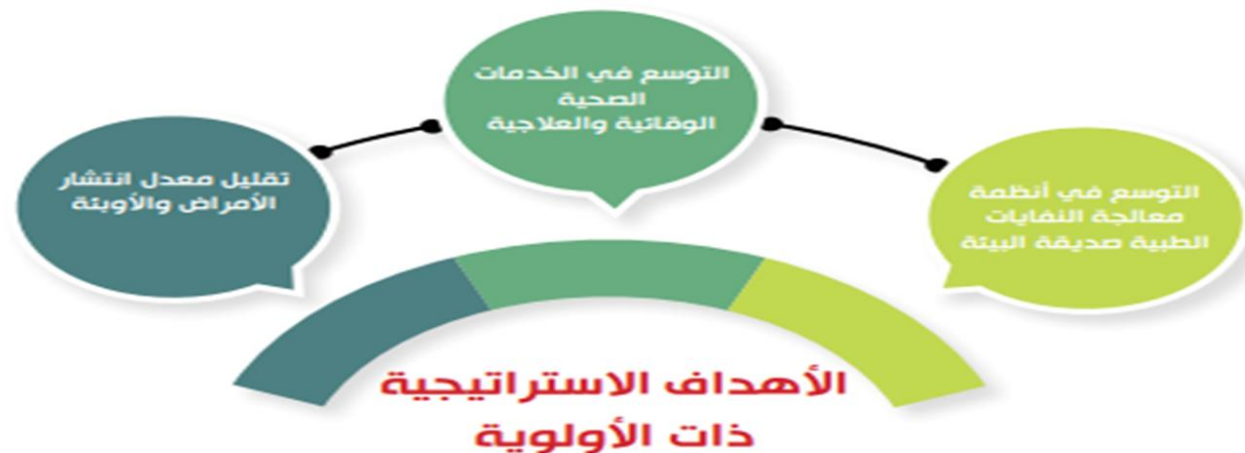 التوسع في الخدمات
الصحية
الوقائية والعلاجية
التوسع في أنظمة
معالجة النفايات
الطبية صديقة البيئة
تقليل معدل انتشار
الأمراض والأوبئة
الأهداف الاستراتيجية
ذات الأولوية